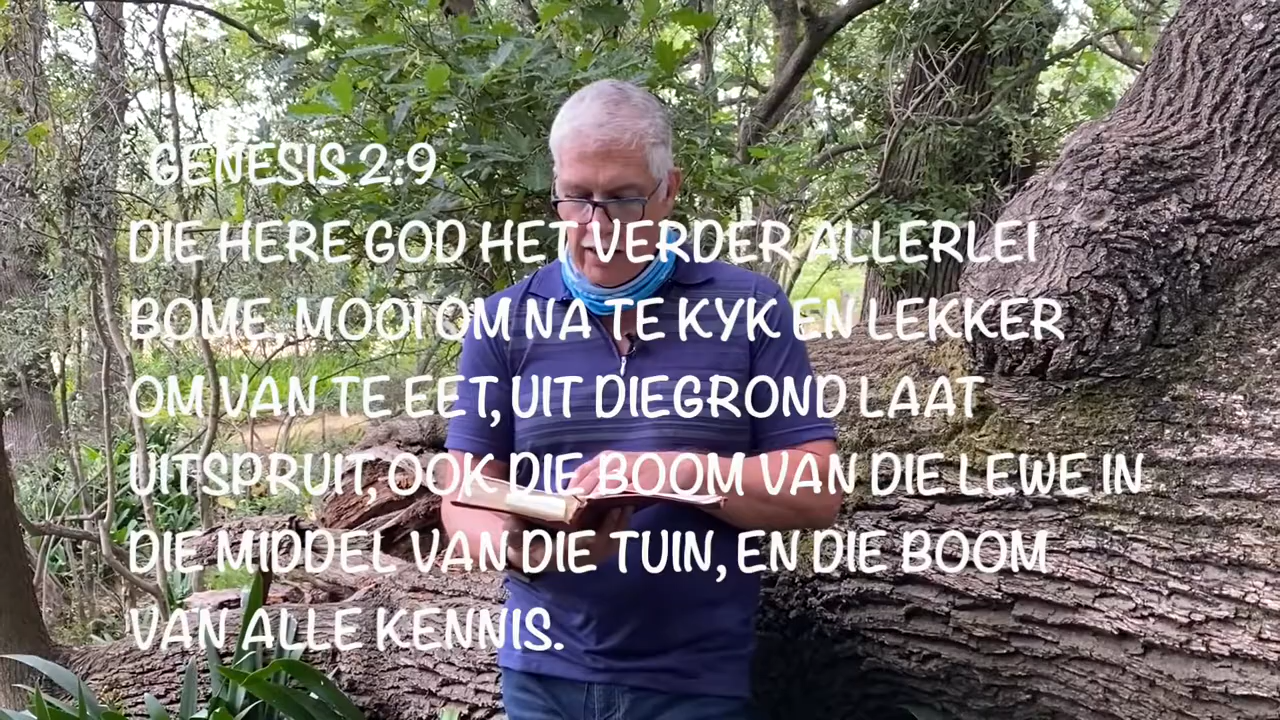 GENESIS 2:9
DIE HERE GOD HET VERDER ALLERLEI
BOME, MOOI OM NA TE KYK EN LEKKER
OM VAN TE EET, UIT DIEGROND LAAT
UITSPRUIT, OOK DIE BOOM VAN DIE LEWE IN
DIE MIDDEL VAN DIE TUIN, EN DIE BOOM
VAN ALLE KENNIS.